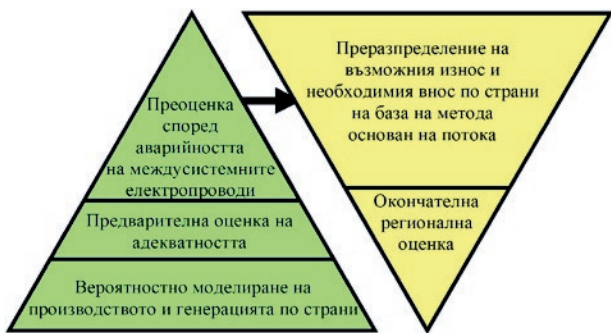 Преоценка
според
аварийността
на междусистемните
електропроводи
Предварителна оценка на
адекватността
Вероятностно моделиране на
производството и генерацията по страни
Преразпределение на
възможния износ и
необходимия внос по страни
на база на метода
основан на потока
Окончателна
регионална
оценка